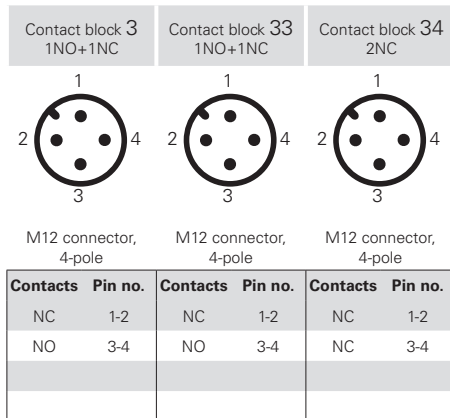 Contact block 3 Contact block 33 Contact block 34
1NO+1NC 1NO+1NC 2NC
1 1 1
2 4 2 4 2 4
3 3 3
M12 connector, M12 connector, M12 connector,
4-pole 4-pole 4-pole
Contacts Pin no. Contacts Pin no. Contacts Pin no.
NC 1-2 NC 1-2 NC 1-2
NO 3-4 NO 3-4 NC 3-4